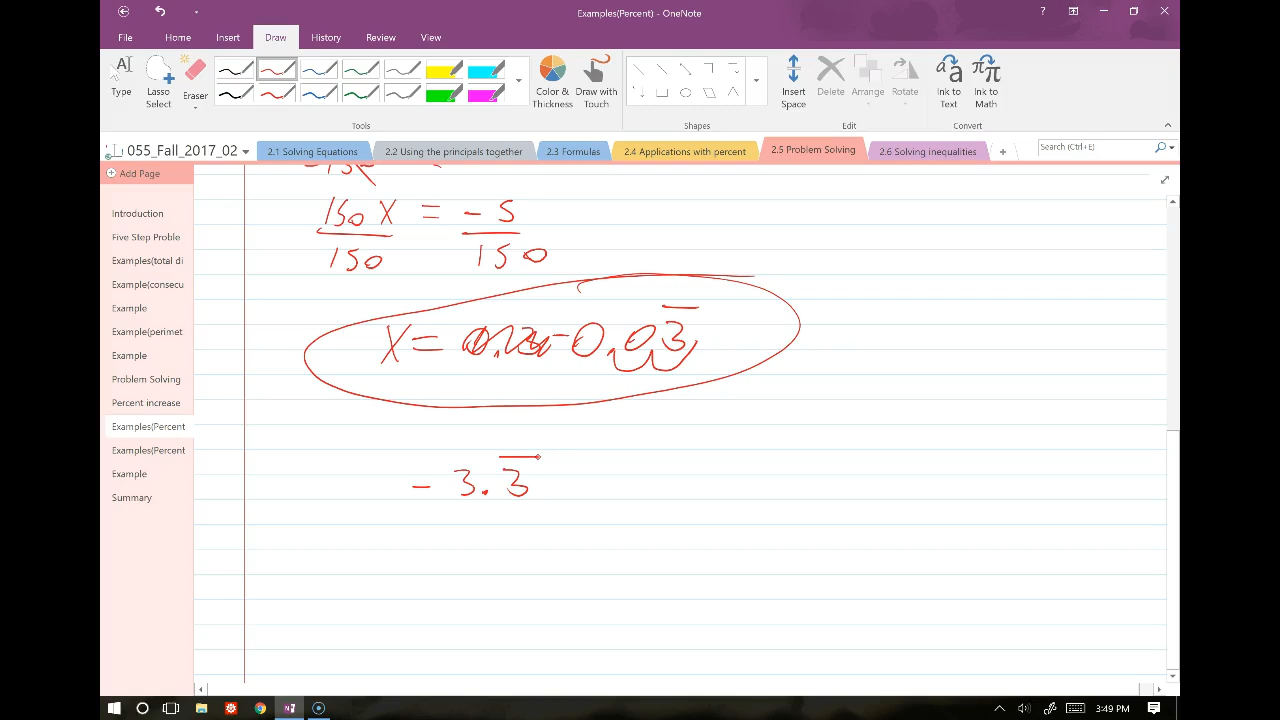 Examples(Percent) - OneNote
File Home Insert Draw History Review View
Type
Lasso Select
Eraser
Color & Thickness
Draw with Touch
Insert Space
Delete
Arrange
Rotate
Ink to Text
Ink to Math
Tools
Shapes
Edit
Convert
055_Fall_2017_02
2.1 Solving Equations
2.2 Using the principals together
2.3 Formulas
2.4 Applications with percent
2.5 Problem Solving
2.6 Solving inequalities
Search (Ctrl+E)
Add Page
Introduction
Five Step Proble
Examples(total di
Example(consecu
Example
Examples(perimet
Example
Problem Solving
Percent increase
Examples(Percent
Examples(Percent
Example
Summary
150 X = - 5
150 150
X = -0.03̅
- 3.3̅
3:49 PM